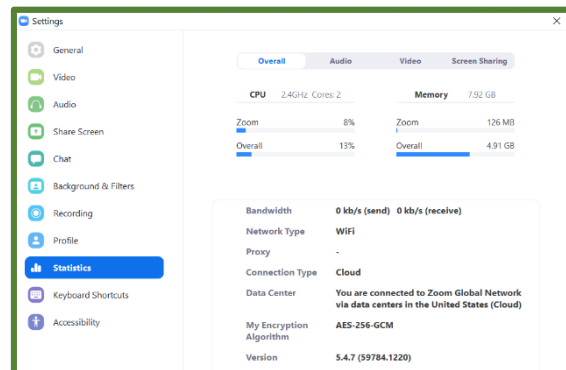 Settings
General
Video
Audio
Share Screen
Chat
Background & Filters
Recording
Profile
Statistics
Keyboard Shortcuts
Accessibility
Overall Audio Video Screen Sharing
CPU 2.4GHz Cores: 2 Memory 7.92 GB
Zoom 8% Zoom 126 MB
Overall 13% Overall 4.91 GB
Bandwidth 0 kb/s (send) 0 kb/s (receive)
Network Type WiFi
Proxy -
Connection Type Cloud
Data Center You are connected to Zoom Global Network
via data centers in the United States (Cloud)
My Encryption AES-256-GCM
Algorithm
Version 5.4.7 (59784.1220)